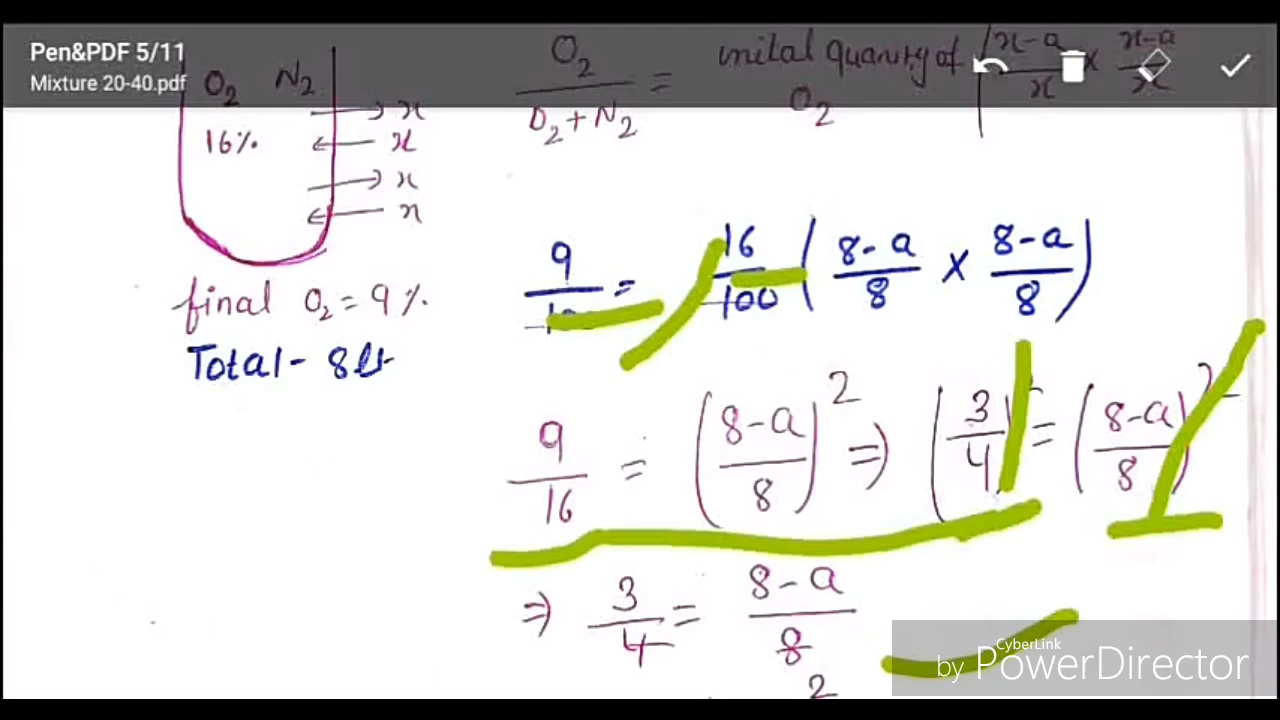 Pen&PDF 5/11
Mixture 20-40.pdf
O2 N2
16%
x
x
x
x
final O2 = 9%
Total - 8lt
O2 / O2+N2 = inital quantity of O2 | x-a / x × x-a / x
9 / = 16 / 100 ( 8-a / 8 × 8-a / 8 )
9 / 16 = ( 8-a / 8 )2 ⇒ ( 3 / 4 ) = ( 8-a / 8 )2
⇒ 3 / 4 = 8-a / 8
2
by CyberLink PowerDirector